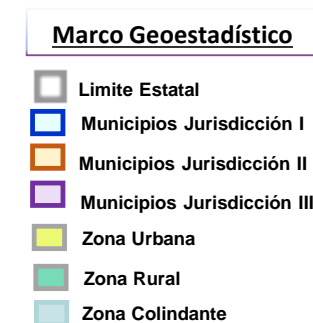 Marco Geoestadístico
Limite Estatal
Municipios Jurisdicción I
Municipios Jurisdicción II
Municipios Jurisdicción III
Zona Urbana
Zona Rural
Zona Colindante